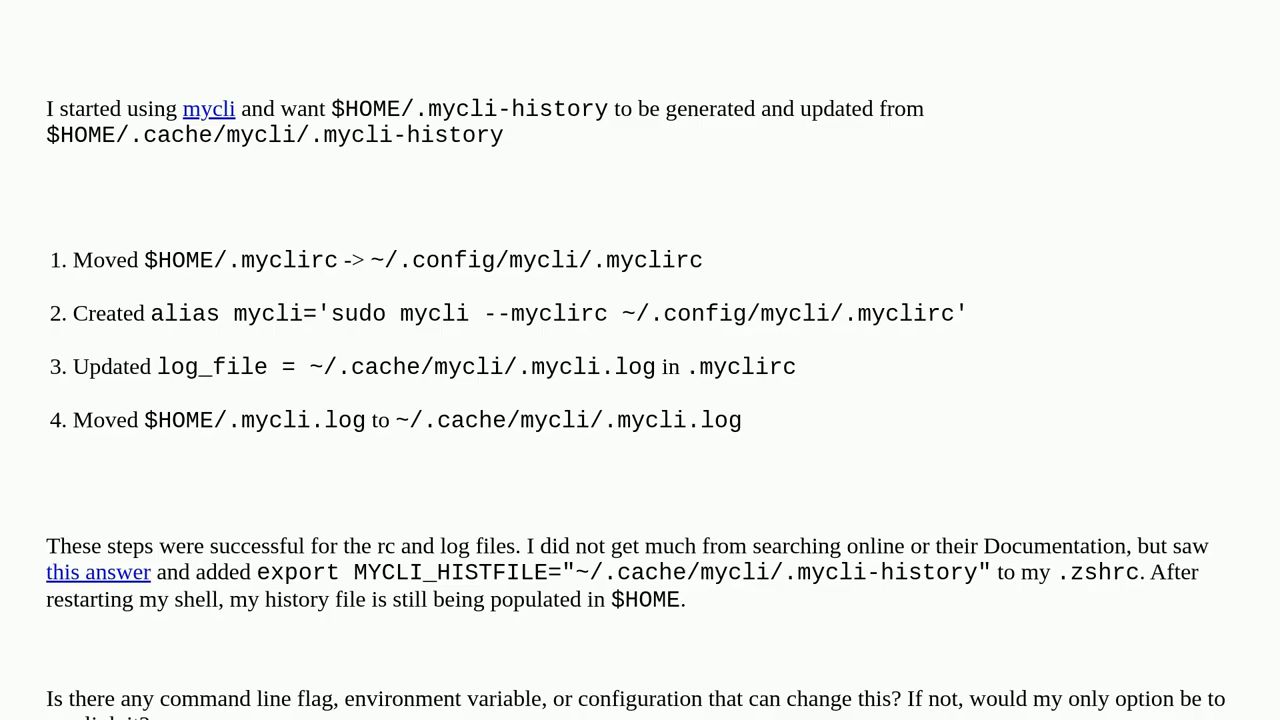 I started using mycli and want $HOME/.mycli-history to be generated and updated from
$HOME/.cache/mycli/.mycli-history
1. Moved $HOME/.myclirc -> ~/.config/mycli/.myclirc
2. Created alias mycli='sudo mycli --myclirc ~/.config/mycli/.myclirc'
3. Updated log_file = ~/.cache/mycli/.mycli.log in .myclirc
4. Moved $HOME/.mycli.log to ~/.cache/mycli/.mycli.log
These steps were successful for the rc and log files. I did not get much from searching online or their Documentation, but saw
this answer and added export MYCLI_HISTFILE="~/.cache/mycli/.mycli-history" to my .zshrc. After
restarting my shell, my history file is still being populated in $HOME.
Is there any command line flag, environment variable, or configuration that can change this? If not, would my only option be to